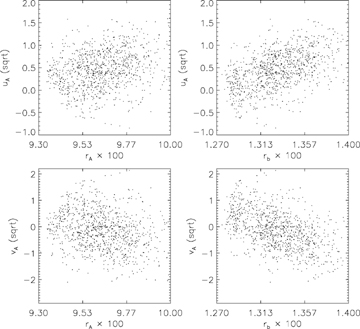 2.0
1.5
1.0
0.5
0.0
−0.5
−1.0
u_A (sqrt)
9.30 9.53 9.77 10.00
r_A × 100
2.0
1.5
1.0
0.5
0.0
−0.5
−1.0
u_A (sqrt)
1.270 1.313 1.357 1.400
r_b × 100
2
1
0
−1
−2
v_A (sqrt)
9.30 9.53 9.77 10.00
r_A × 100
2
1
0
−1
−2
v_A (sqrt)
1.270 1.313 1.357 1.400
r_b × 100